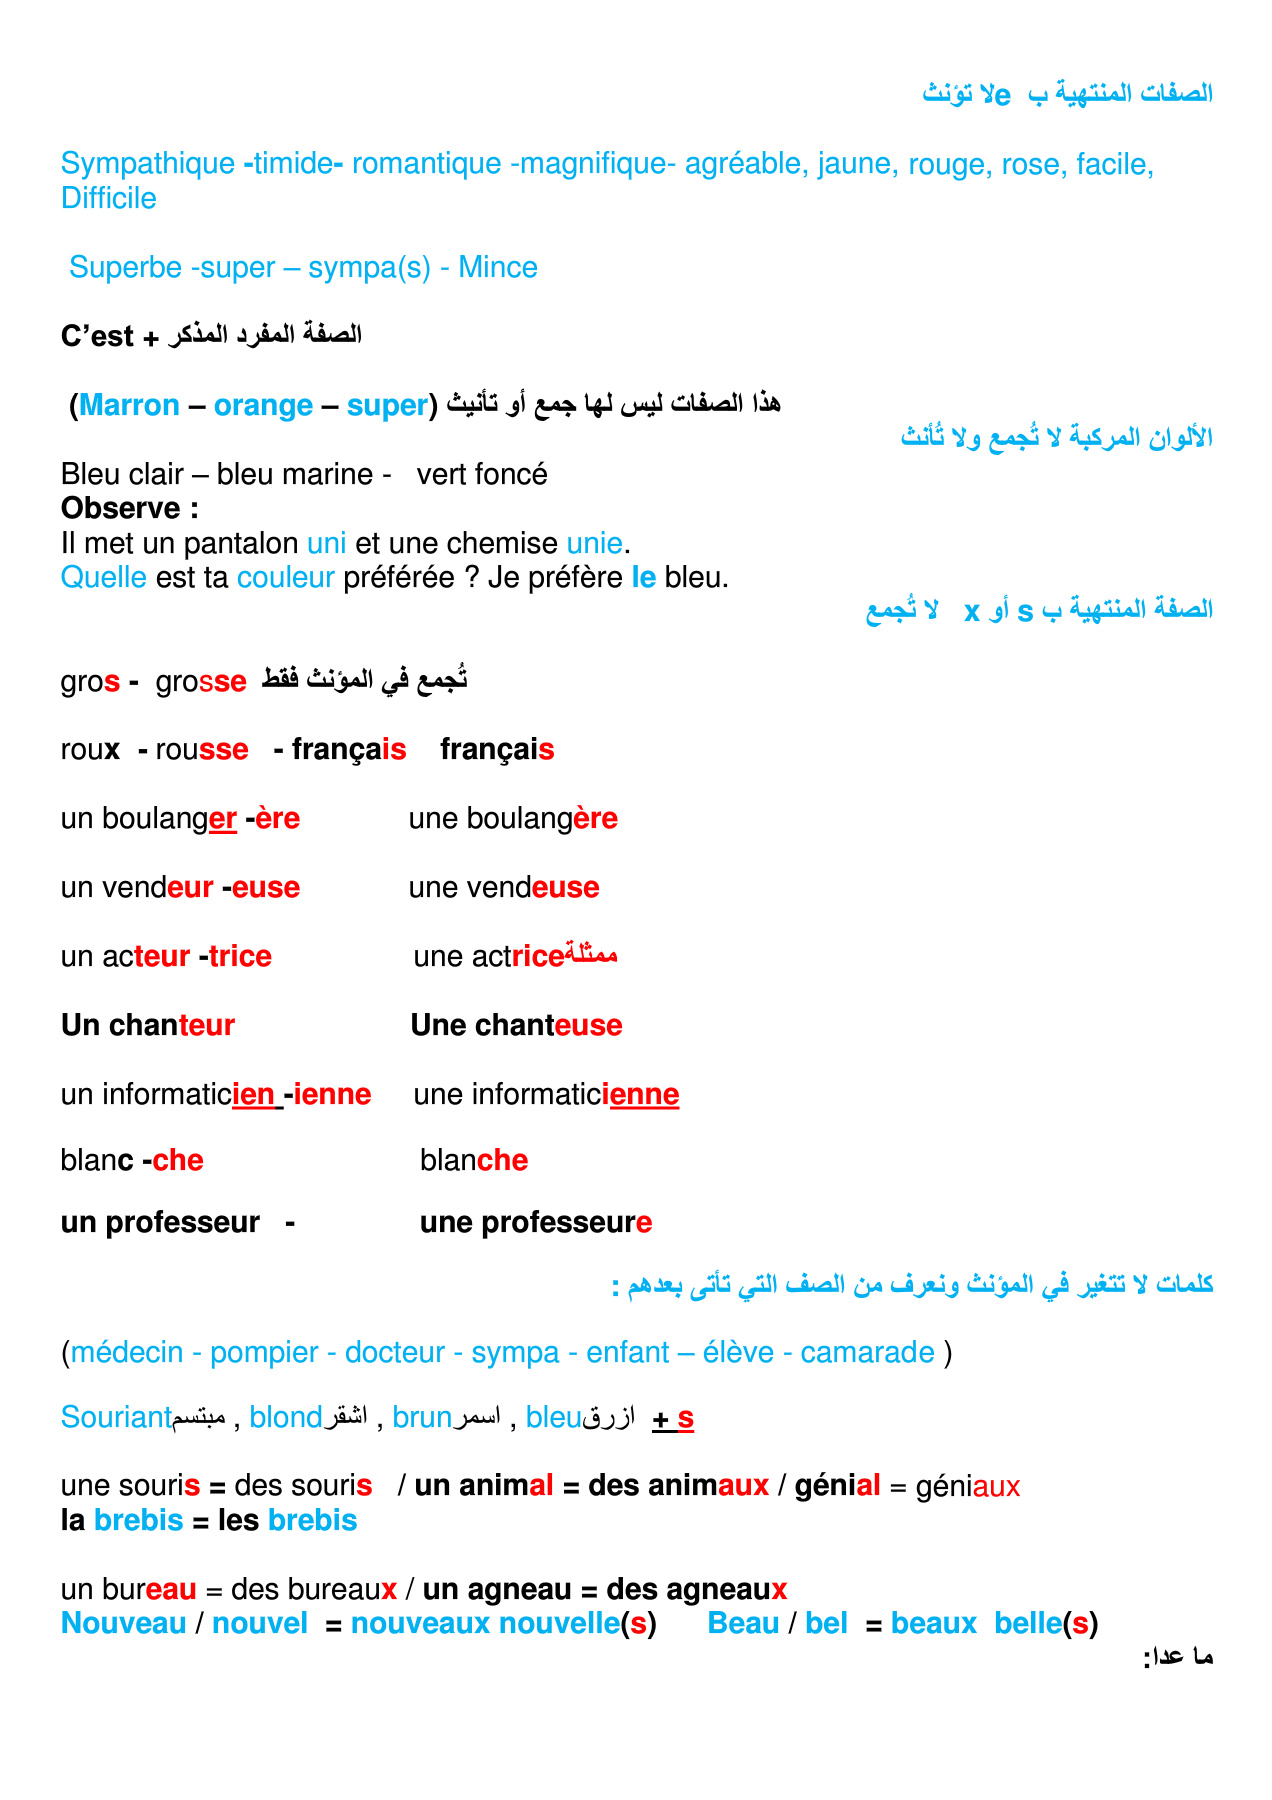 الصفات المنتهية ب e لا تؤنث
Sympathique -timide- romantique -magnifique- agréable, jaune, rouge, rose, facile,
Difficile
Superbe -super – sympa(s) - Mince
C’est + الصفة المفرد المذكر
(Marron – orange – super) هذا الصفات ليس لها جمع أو تأنيث
الألوان المركبة لا تُجمع ولا تُأنث
Bleu clair – bleu marine - vert foncé
Observe :
Il met un pantalon uni et une chemise unie.
Quelle est ta couleur préférée ? Je préfère le bleu.
الصفة المنتهية ب s أو x لا تُجمع
gros - grosse تُجمع في المؤنث فقط
roux - rousse - français français
un boulanger -ère une boulangère
un vendeur -euse une vendeuse
un acteur -trice une actrice ممثلة
Un chanteur Une chanteuse
un informaticien -ienne une informaticienne
blanc -che blanche
un professeur - une professeure
كلمات لا تتغير في المؤنث ونعرف من الصف التي تأتى بعدهم :
(médecin - pompier - docteur - sympa - enfant – élève - camarade )
Souriant مبتسم , blond اشقر , brun اسمر , bleu ازرق + s
une souris = des souris / un animal = des animaux / génial = géniaux
la brebis = les brebis
un bureau = des bureaux / un agneau = des agneaux
Nouveau / nouvel = nouveaux nouvelle(s) Beau / bel = beaux belle(s)
ما عدا: